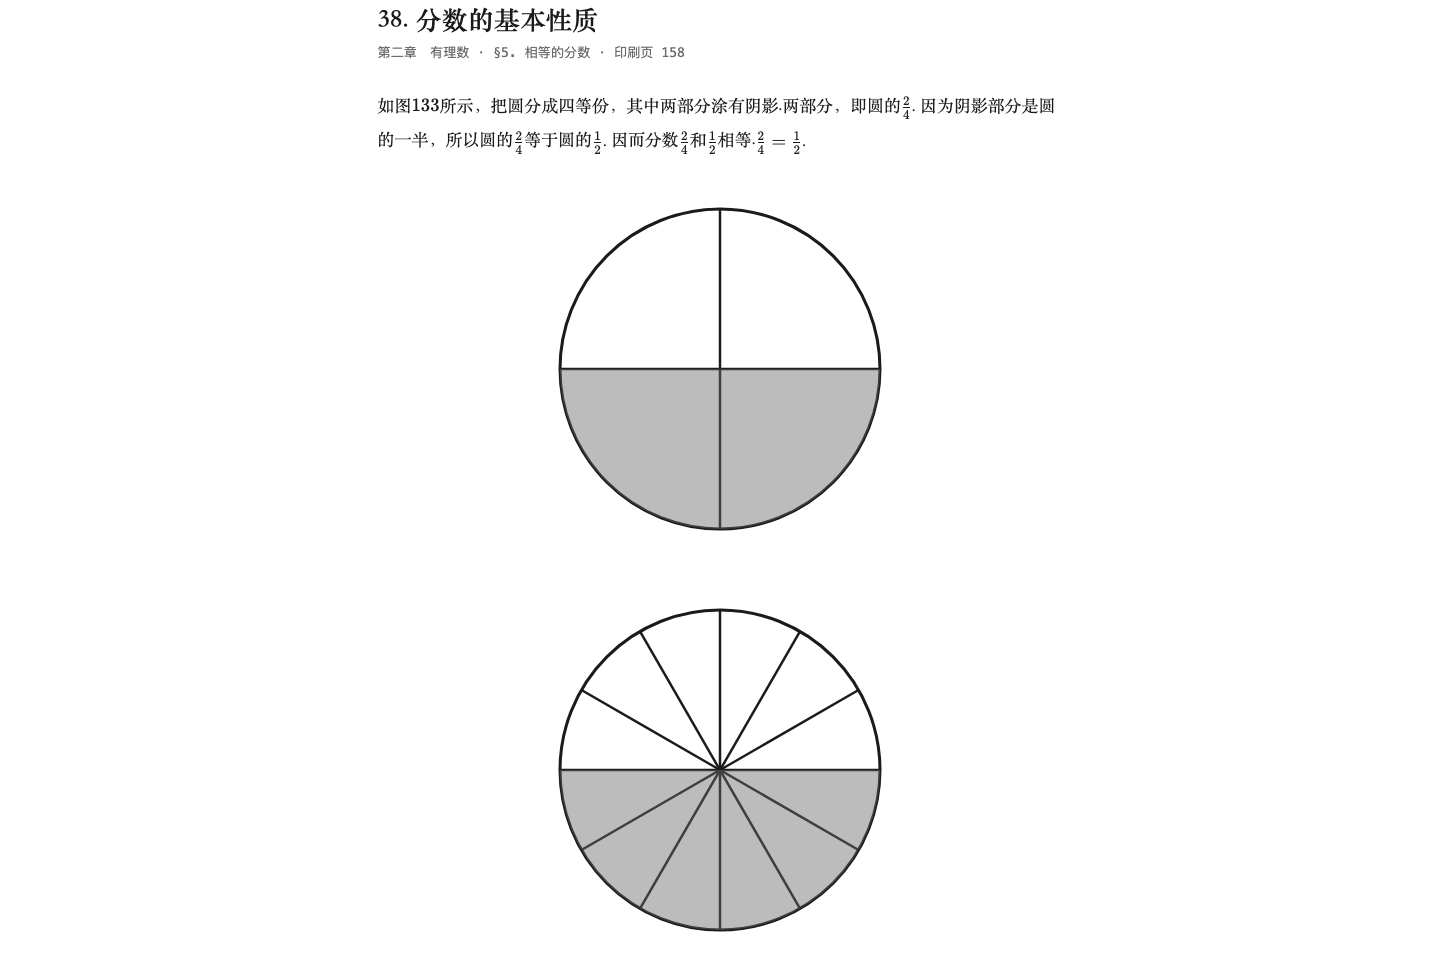 38. 分数的基本性质
第二章 有理数 · §5. 相等的分数 · 印刷页 158
如图133所示，把圆分成四等份，其中两部分涂有阴影.两部分，即圆的2/4. 因为阴影部分是圆
的一半，所以圆的2/4等于圆的1/2. 因而分数2/4和1/2相等.2/4 = 1/2.